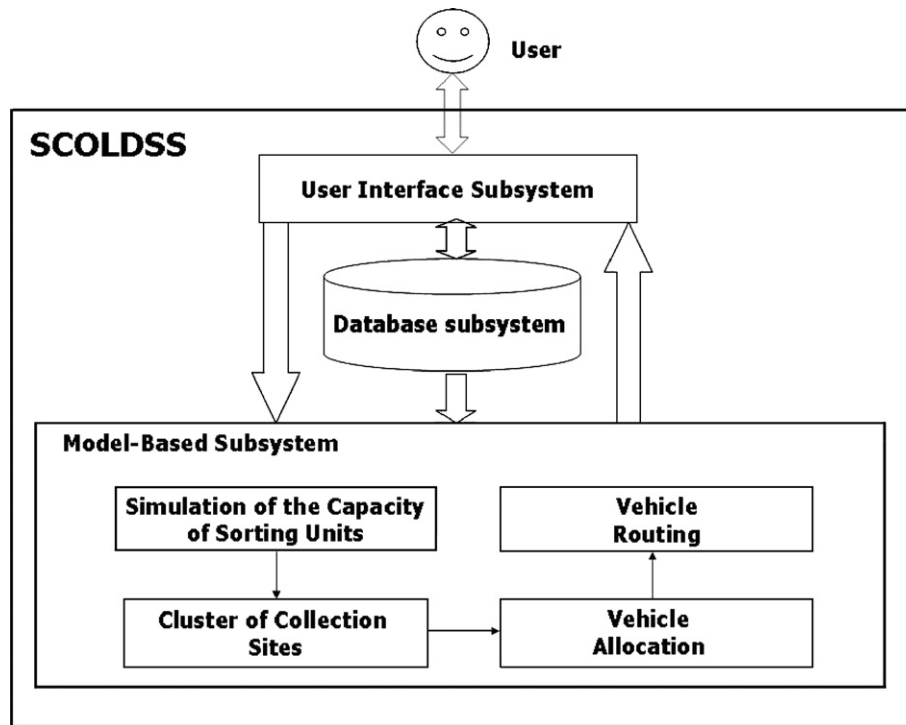 User
SCOLDSS
User Interface Subsystem
Database subsystem
Model-Based Subsystem
Simulation of the Capacity
of Sorting Units
Vehicle
Routing
Cluster of Collection
Sites
Vehicle
Allocation